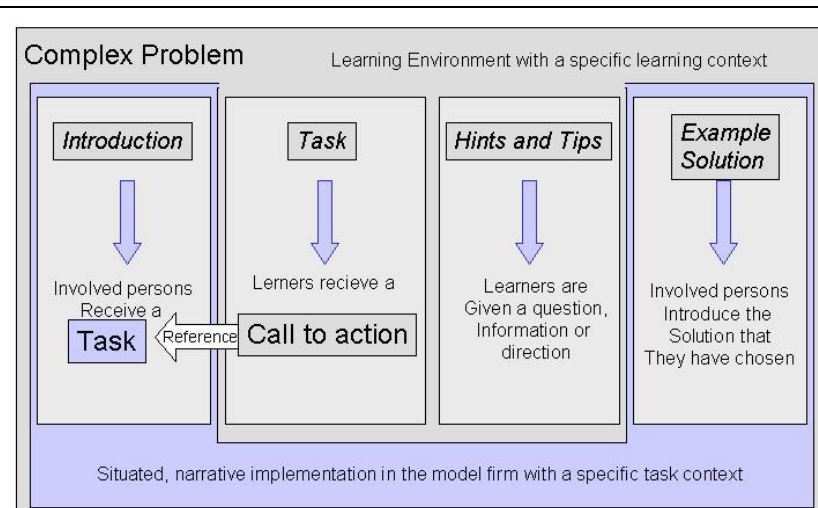 Complex Problem
Learning Environment with a specific learning context
Introduction
Involved persons
Receive a
Task
Reference
Task
Lerners recieve a
Call to action
Hints and Tips
Learners are
Given a question,
Information or
direction
Example
Solution
Involved persons
Introduce the
Solution that
They have chosen
Situated, narrative implementation in the model firm with a specific task context